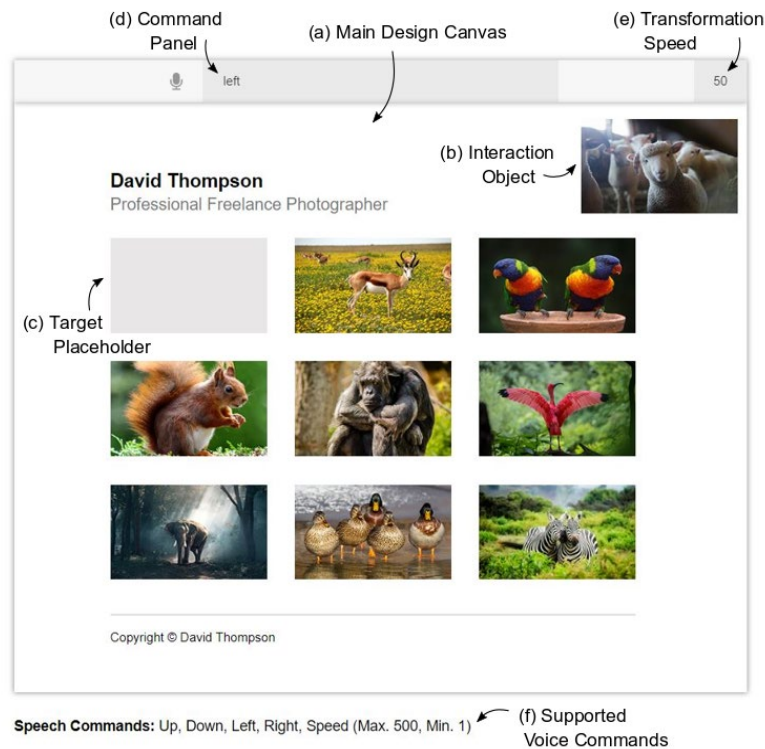 (d) Command
Panel
(a) Main Design Canvas
(e) Transformation
Speed
left
50
(b) Interaction
Object
David Thompson
Professional Freelance Photographer
(c) Target
Placeholder
Copyright © David Thompson
Speech Commands: Up, Down, Left, Right, Speed (Max. 500, Min. 1)
(f) Supported
Voice Commands